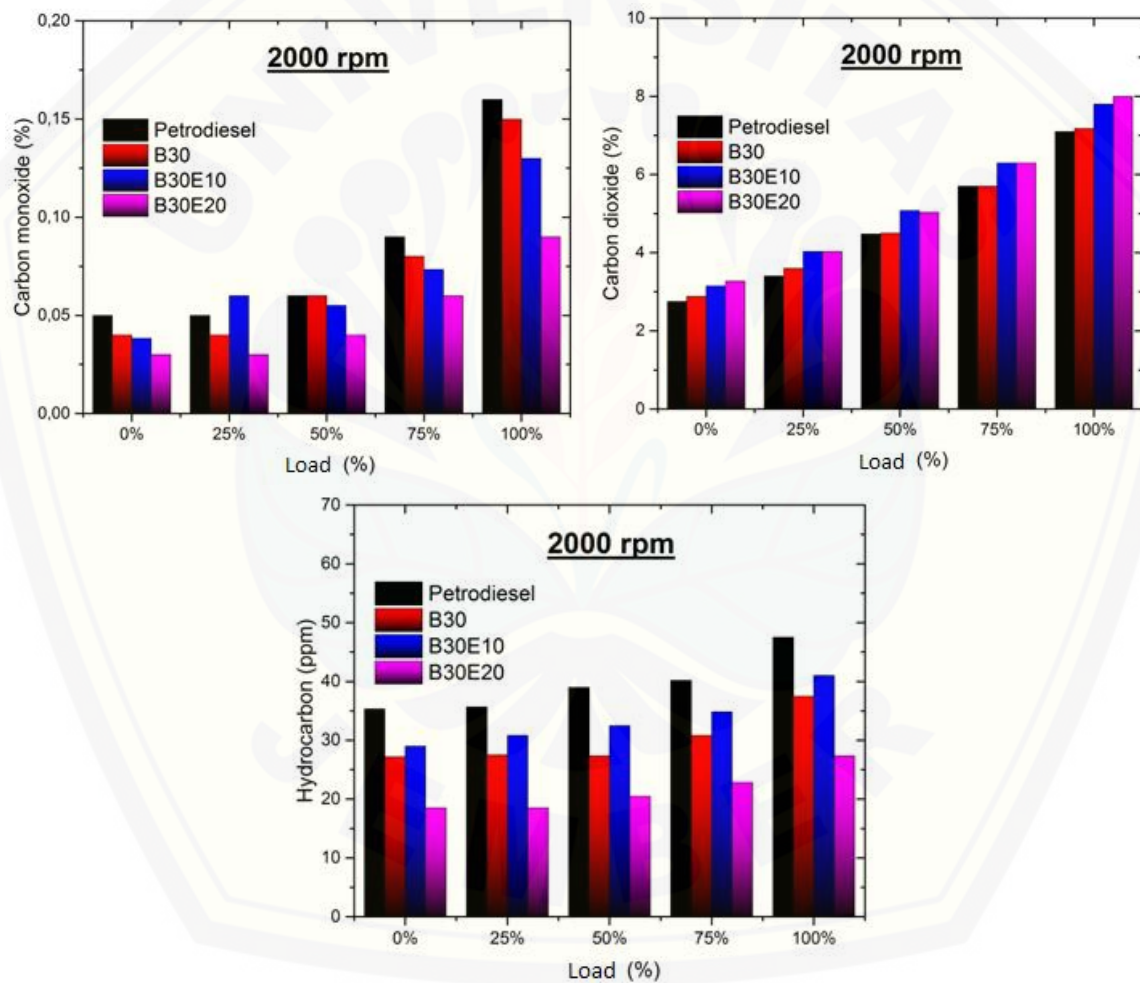 2000 rpm
Carbon monoxide (%)
0,20
0,15
0,10
0,05
0,00
Petrodiesel
B30
B30E10
B30E20
0% 25% 50% 75% 100%
Load (%)
2000 rpm
Carbon dioxide (%)
10
8
6
4
2
0
Petrodiesel
B30
B30E10
B30E20
0% 25% 50% 75% 100%
Load (%)
2000 rpm
Hydrocarbon (ppm)
70
60
50
40
30
20
10
0
Petrodiesel
B30
B30E10
B30E20
0% 25% 50% 75% 100%
Load (%)
UNIVERSITAS
JEMBER